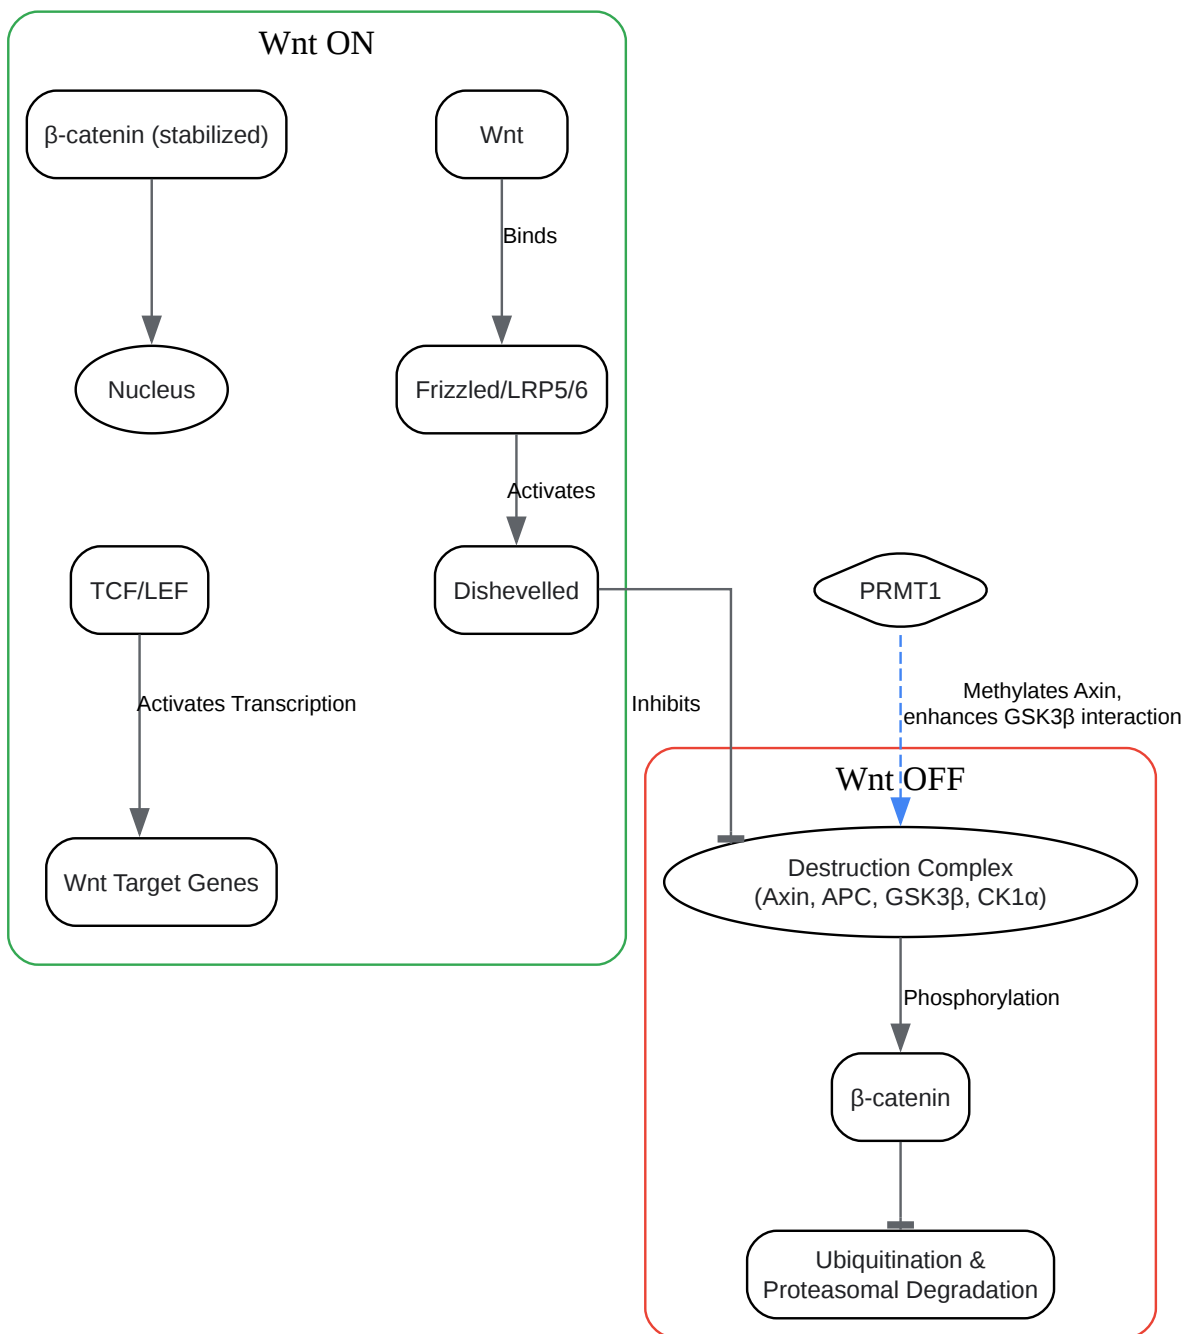 Wnt ON
β-catenin (stabilized)
Wnt
Binds
Nucleus
Frizzled/LRP5/6
Activates
TCF/LEF
Dishevelled
PRMT1
Activates Transcription
Inhibits
Methylates Axin,
enhances GSK3β interaction
Wnt OFF
Wnt Target Genes
Destruction Complex
(Axin, APC, GSK3β, CK1α)
Phosphorylation
β-catenin
Ubiquitination &
Proteasomal Degradation